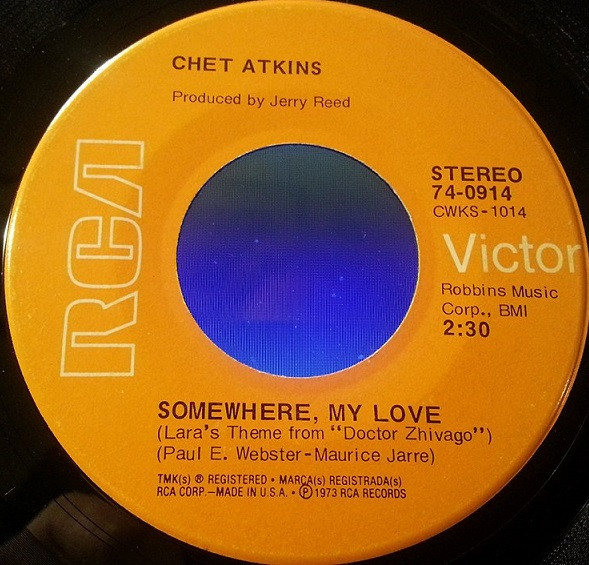 CHET ATKINS
Produced by Jerry Reed
RCA
STEREO
74-0914
CWKS-1014
Victor
Robbins Music
Corp., BMI
2:30
SOMEWHERE, MY LOVE
(Lara's Theme from "Doctor Zhivago")
(Paul E. Webster-Maurice Jarre)
TMK(s) ® REGISTERED • MARCA(s) REGISTRADA(s)
RCA CORP.—MADE IN U.S.A. • ℗ 1973 RCA RECORDS